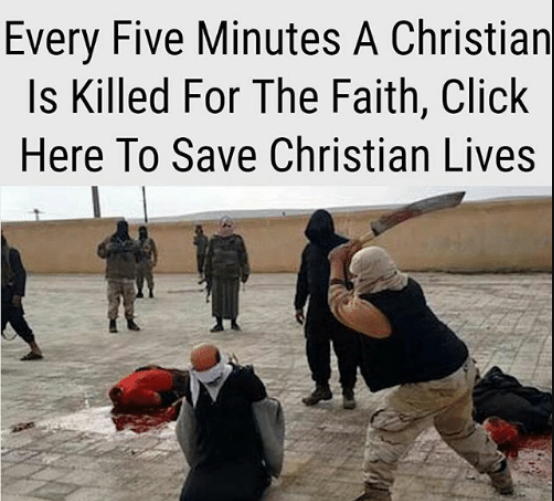 Every Five Minutes A Christian
Is Killed For The Faith, Click
Here To Save Christian Lives